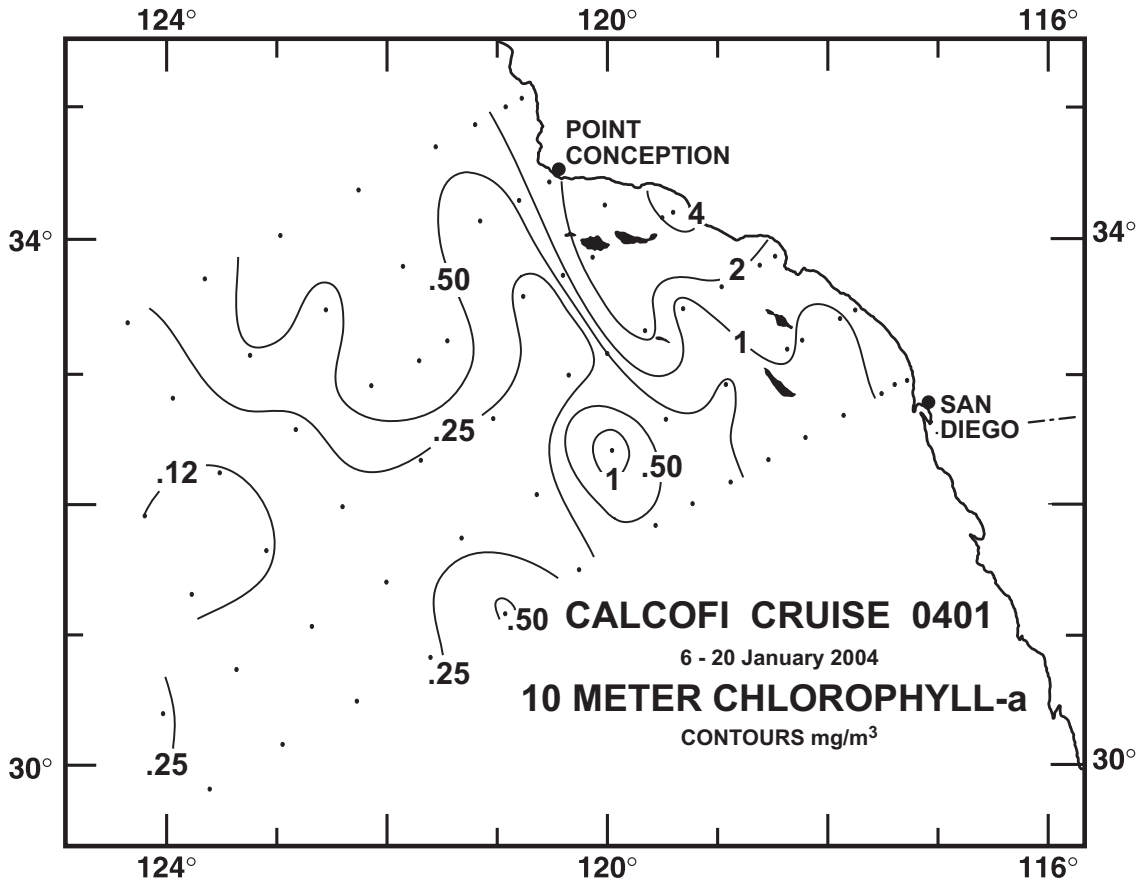 124° 120° 116°
POINT
CONCEPTION
4
34° 34°
2
.50
1
.25
SAN
DIEGO
.12
.50
1
.50
CALCOFI CRUISE 0401
6 - 20 January 2004
.25
10 METER CHLOROPHYLL-a
CONTOURS mg/m³
.25
30° 30°
124° 120° 116°